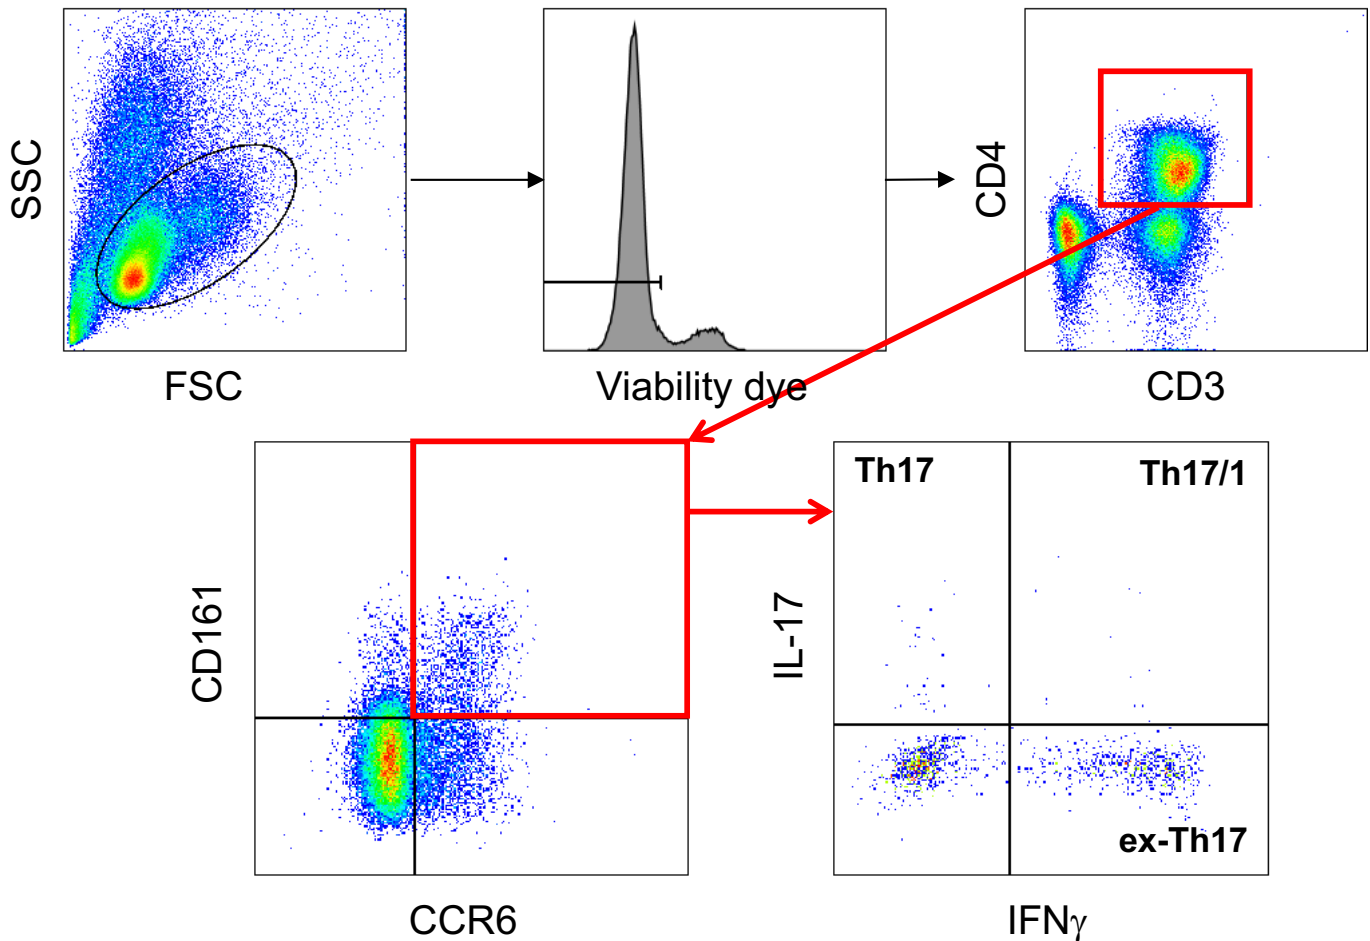 SSC
FSC
Viability dye
CD4
CD3
CD161
CCR6
Th17
Th17/1
IL-17
ex-Th17
IFNγ